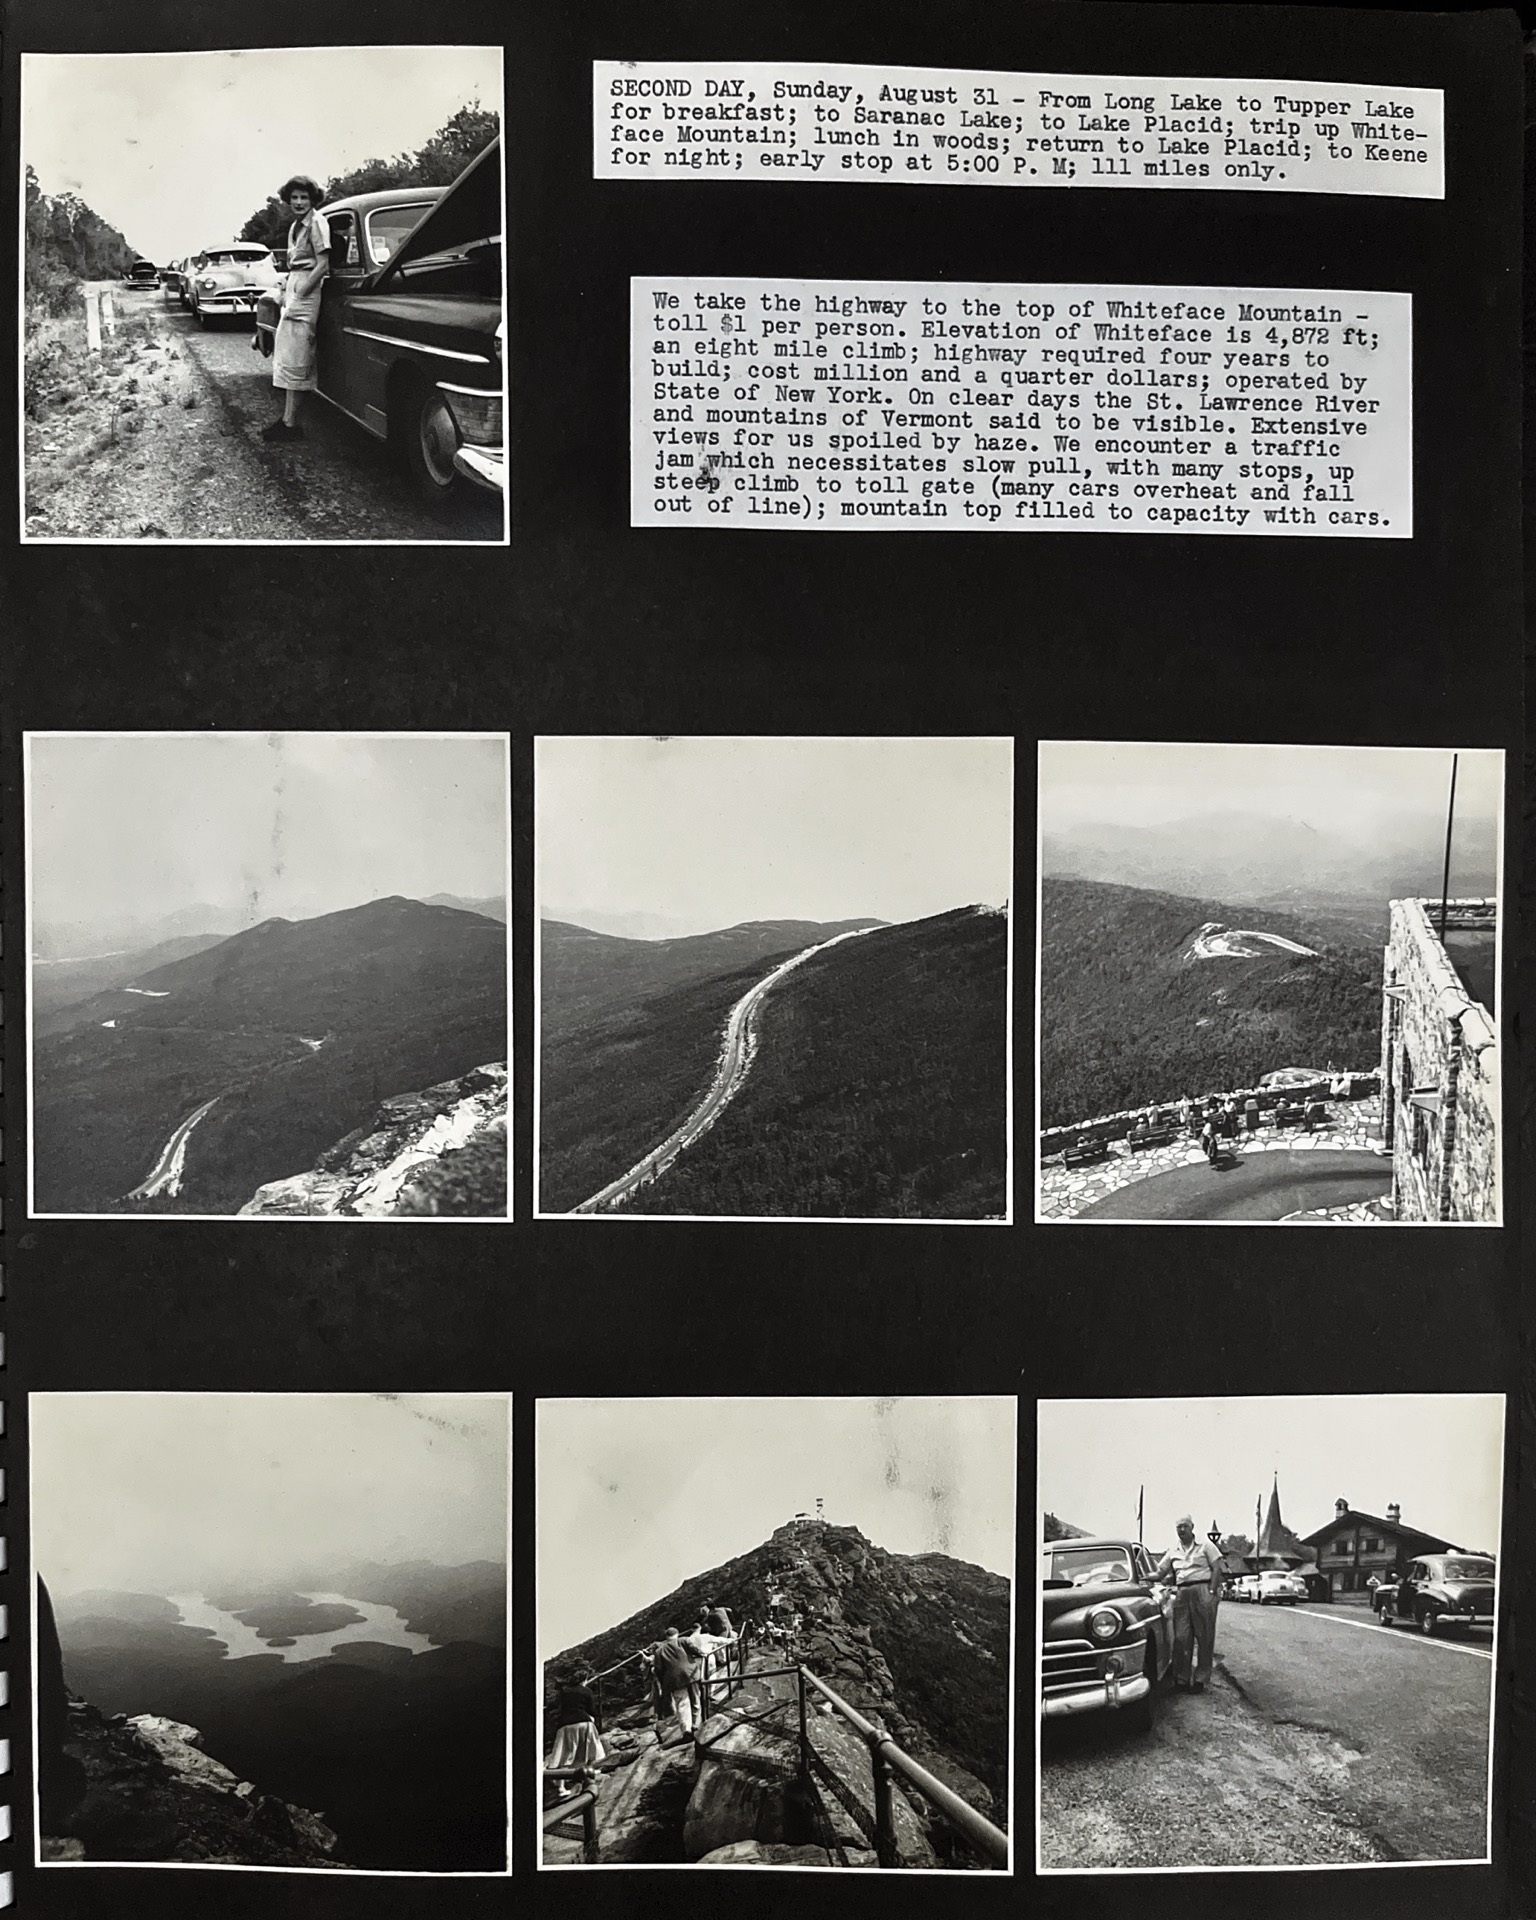 SECOND DAY, Sunday, August 31 - From Long Lake to Tupper Lake
for breakfast; to Saranac Lake; to Lake Placid; trip up White-
face Mountain; lunch in woods; return to Lake Placid; to Keene
for night; early stop at 5:00 P. M; 111 miles only.
We take the highway to the top of Whiteface Mountain -
toll $1 per person. Elevation of Whiteface is 4,872 ft;
an eight mile climb; highway required four years to
build; cost million and a quarter dollars; operated by
State of New York. On clear days the St. Lawrence River
and mountains of Vermont said to be visible. Extensive
views for us spoiled by haze. We encounter a traffic
jam which necessitates slow pull, with many stops, up
steep climb to toll gate (many cars overheat and fall
out of line); mountain top filled to capacity with cars.